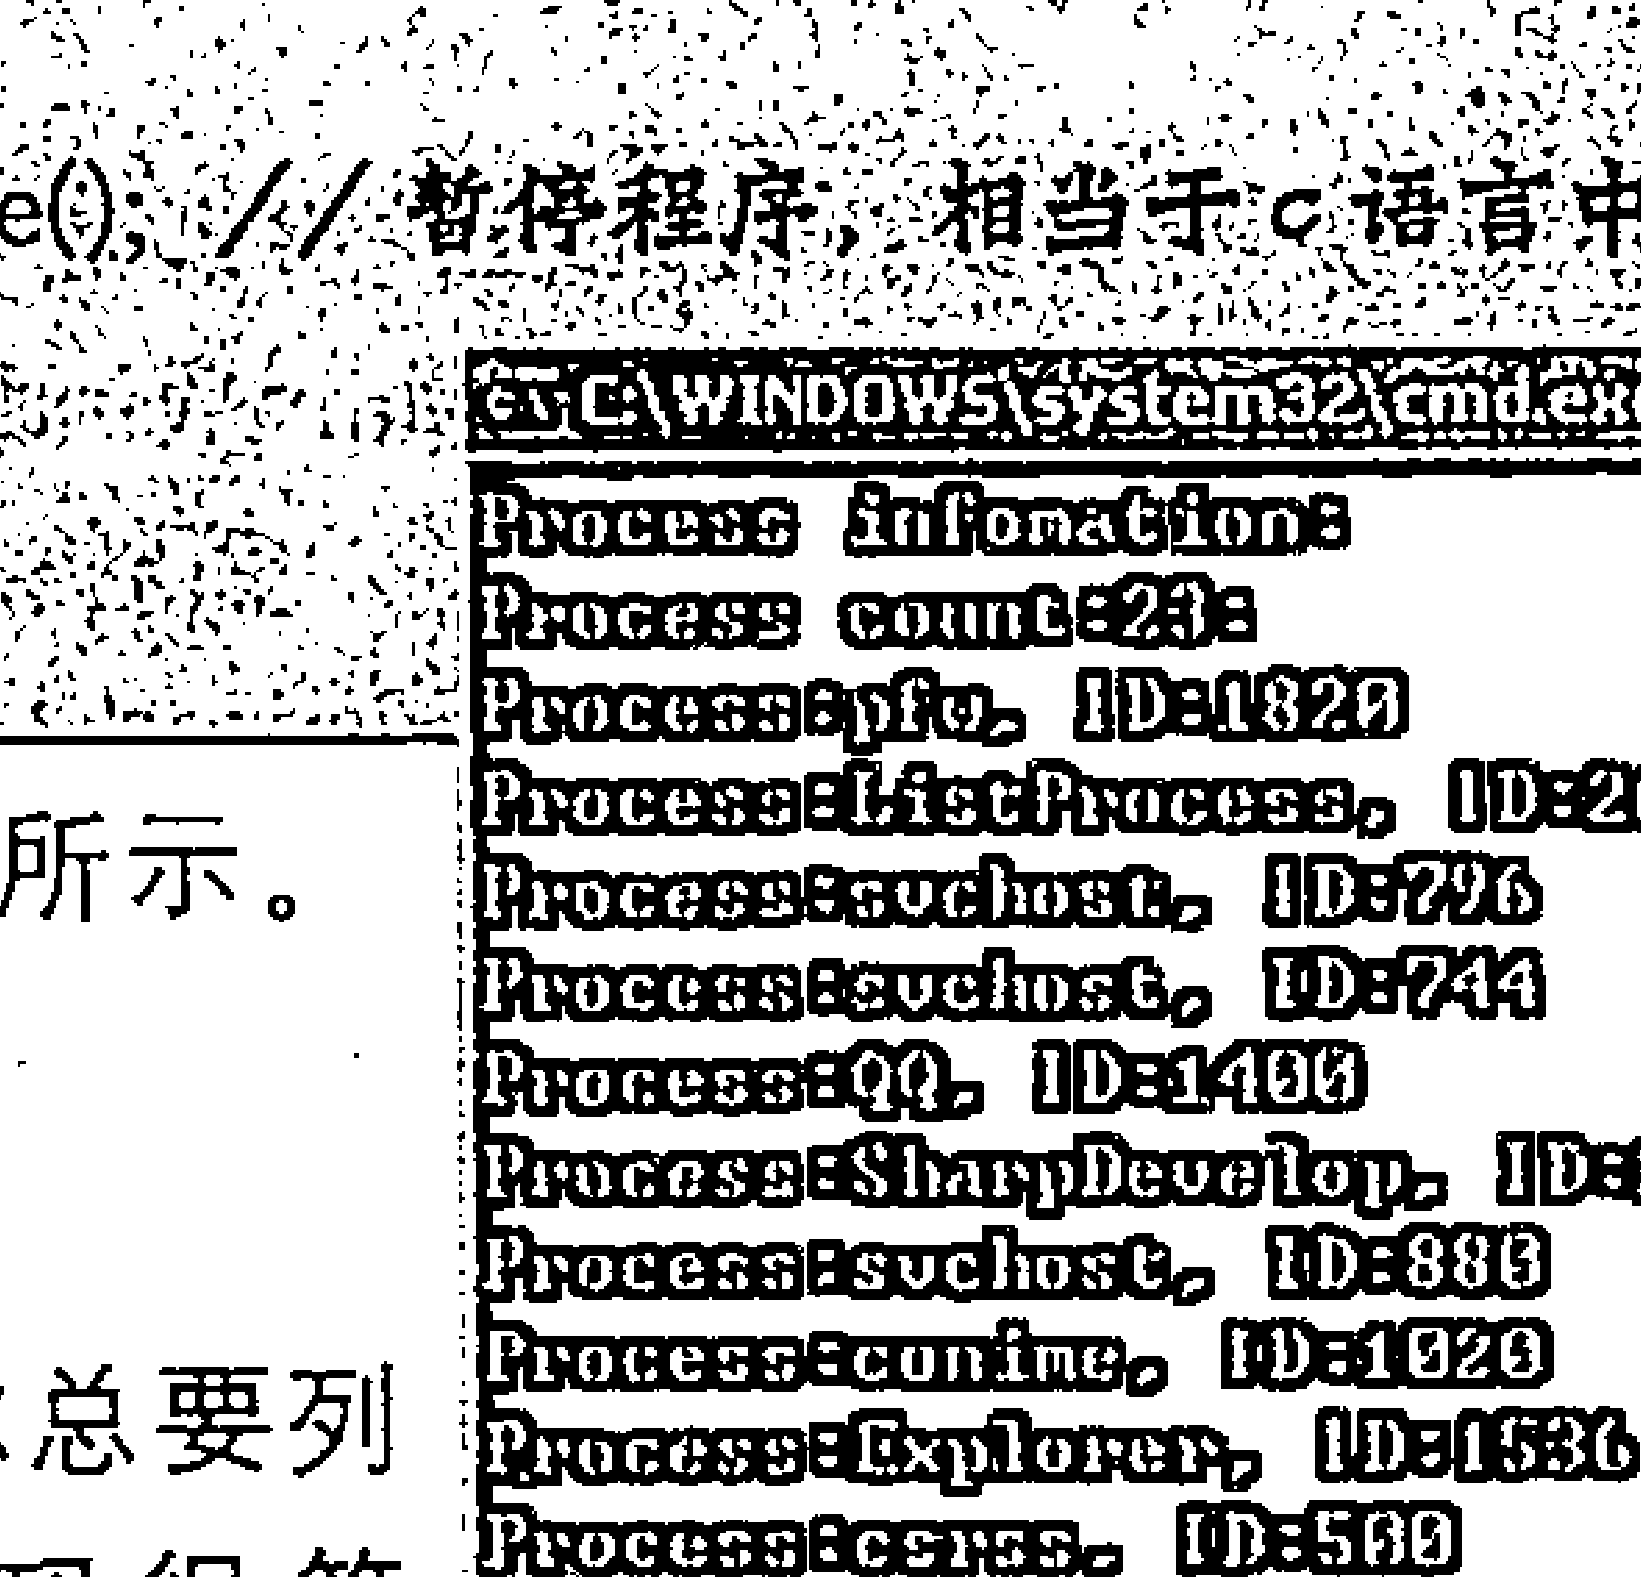 e(); //暂停程序, 相当于c语言中
C:\WINDOWS\system32\cmd.exe
Process infomation:
Process count:23:
Process:pfw, ID:1820
Process:ListProcess, ID:2
所示。
Process:svchost, ID:796
Process:svchost, ID:744
Process:QQ, ID:1400
Process:SharpDevelop, ID:
Process:svchost, ID:880
Process:conime, ID:1020
总要列
Process:Explorer, ID:1536
Process:csrss, ID:500